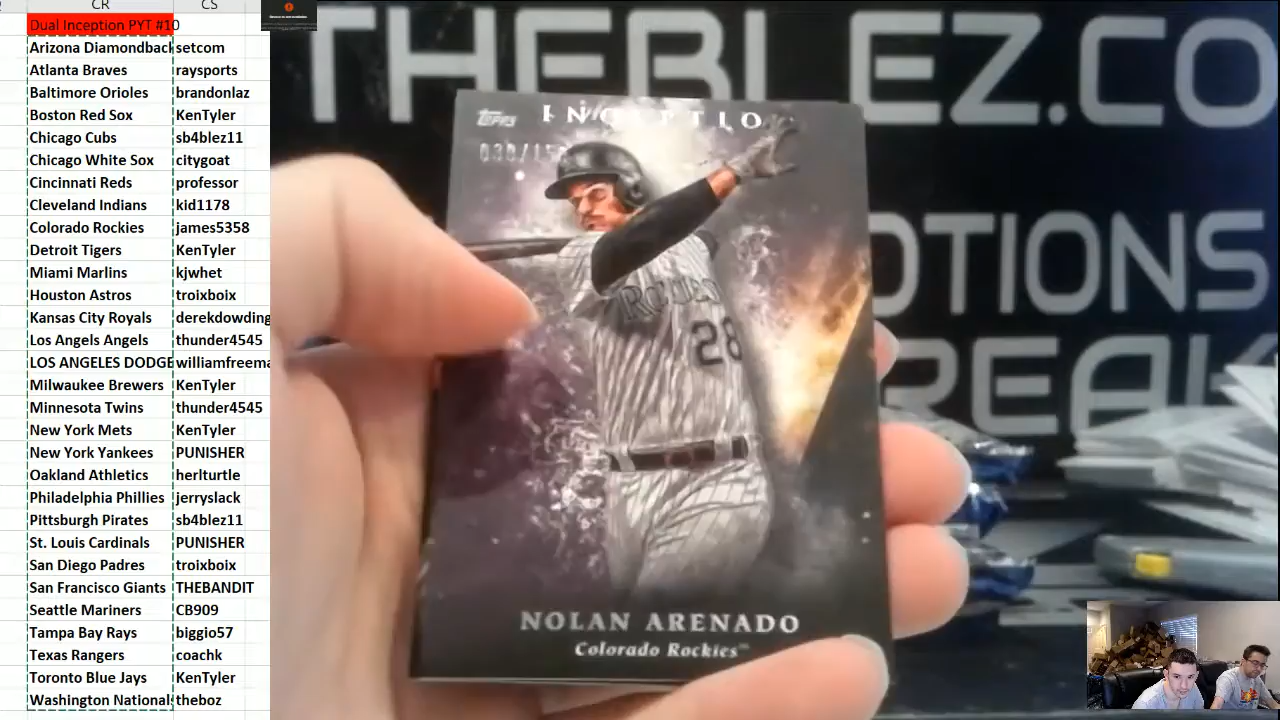 CR CS
Dual Inception PYT #10
Arizona Diamondback setcom
Atlanta Braves raysports
Baltimore Orioles brandonlaz
Boston Red Sox KenTyler
Chicago Cubs sb4blez11
Chicago White Sox citygoat
Cincinnati Reds professor
Cleveland Indians kid1178
Colorado Rockies james5358
Detroit Tigers KenTyler
Miami Marlins kjwhet
Houston Astros troixboix
Kansas City Royals derekdowding
Los Angels Angels thunder4545
LOS ANGELES DODGE williamfreema
Milwaukee Brewers KenTyler
Minnesota Twins thunder4545
New York Mets KenTyler
New York Yankees PUNISHER
Oakland Athletics herlturtle
Philadelphia Phillies jerryslack
Pittsburgh Pirates sb4blez11
St. Louis Cardinals PUNISHER
San Diego Padres troixboix
San Francisco Giants THEBANDIT
Seattle Mariners CB909
Tampa Bay Rays biggio57
Texas Rangers coachk
Toronto Blue Jays KenTyler
Washington National theboz
THEBLEZ.CO
OTIONS
REAK
TOPPS INCEPTIO
28
NOLAN ARENADO
Colorado Rockies™